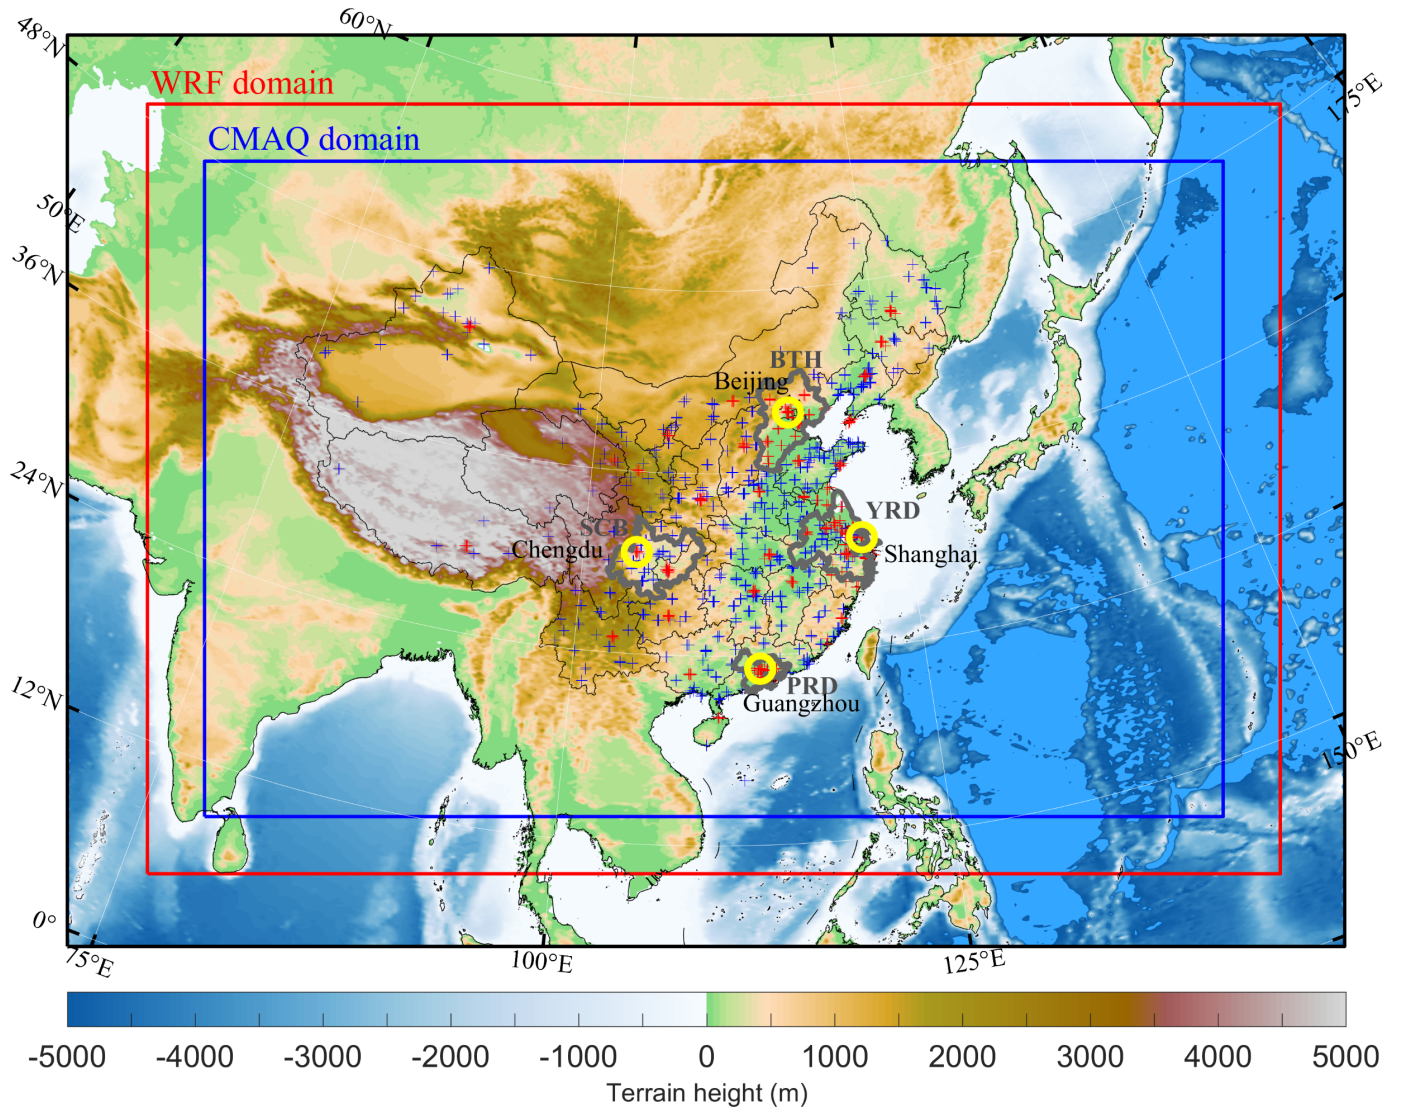 60°N
48°N
WRF domain
175°E
CMAQ domain
50°E
36°N
BTH
Beijing
24°N
YRD
SCB
Chengdu
Shanghai
12°N
PRD
Guangzhou
150°E
0°
75°E
100°E
125°E
-5000 -4000 -3000 -2000 -1000 0 1000 2000 3000 4000 5000
Terrain height (m)